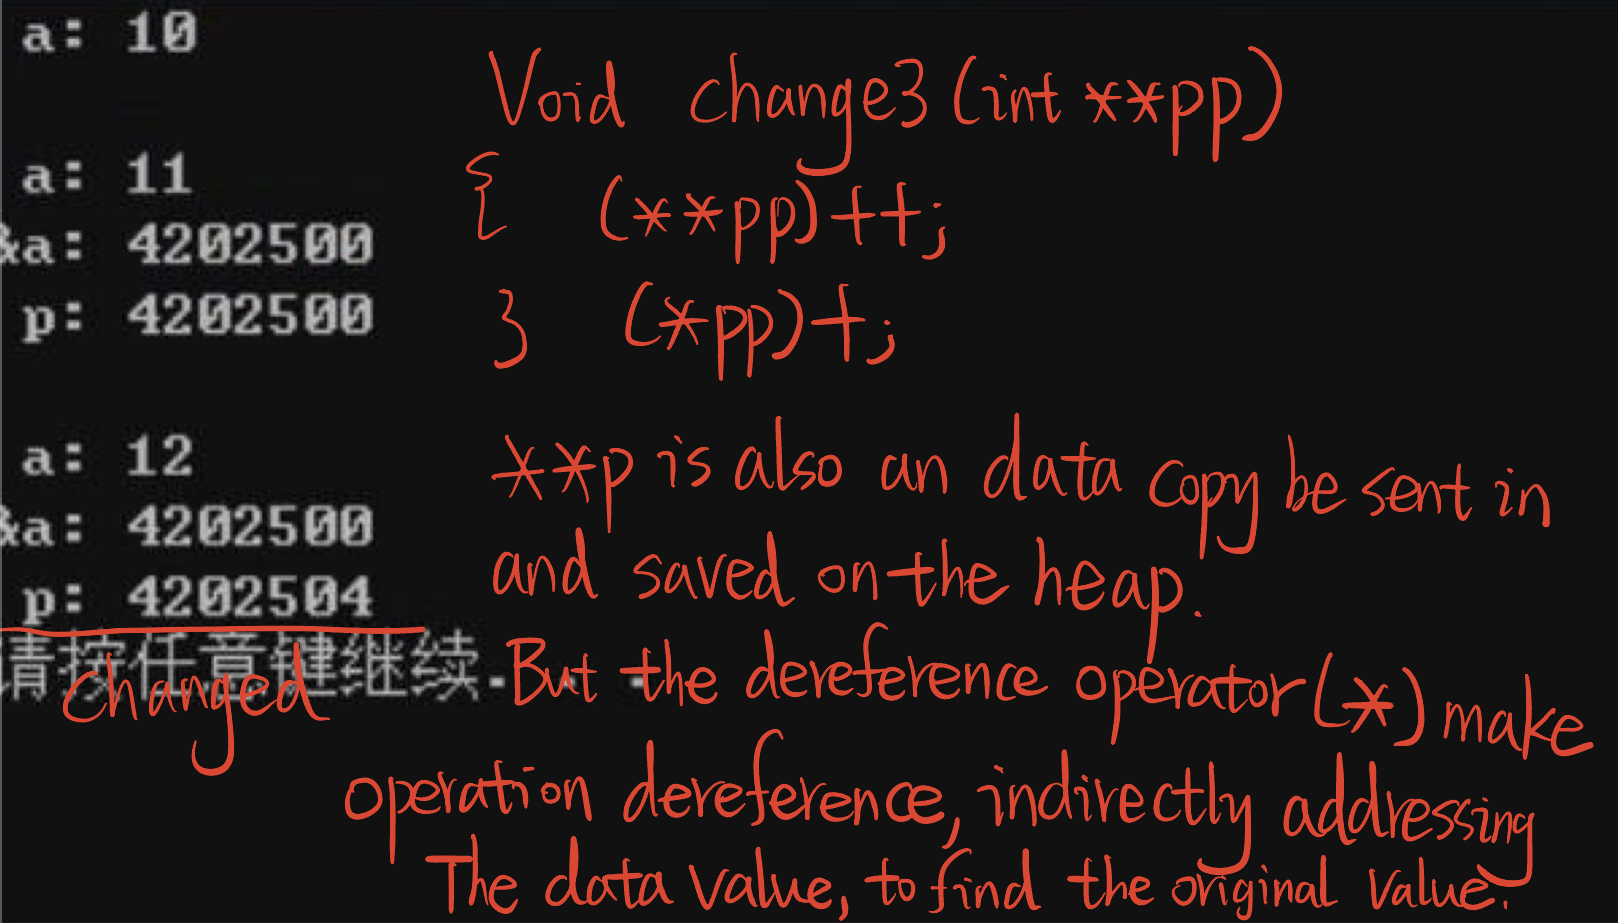 a: 10
Void change3 (int **pp)
a: 11
{ (**pp)++;
&a: 4202500
p: 4202500
} (*pp)+;
a: 12
**p is also an data copy be sent in
&a: 4202500
and saved on the heap.
p: 4202504
请按任意键继续. . .
Changed
But the dereference operator (*) make
operation dereference, indirectly addressing
The data value, to find the original value.